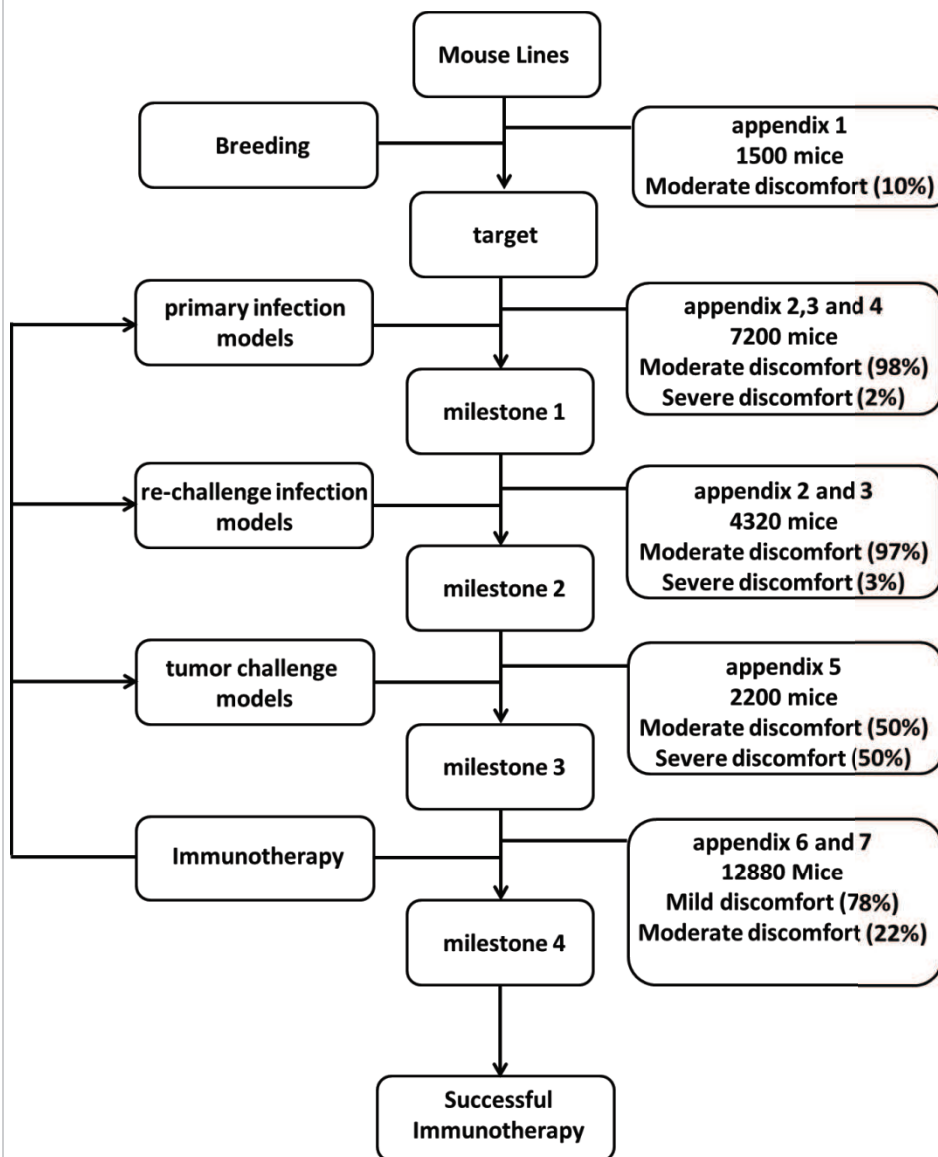 Mouse Lines
Breeding
appendix 1
1500 mice
Moderate discomfort (10%)
target
primary infection
models
appendix 2,3 and 4
7200 mice
Moderate discomfort (98%)
Severe discomfort (2%)
milestone 1
re-challenge infection
models
appendix 2 and 3
4320 mice
Moderate discomfort (97%)
Severe discomfort (3%)
milestone 2
tumor challenge
models
appendix 5
2200 mice
Moderate discomfort (50%)
Severe discomfort (50%)
milestone 3
Immunotherapy
appendix 6 and 7
12880 Mice
Mild discomfort (78%)
Moderate discomfort (22%)
milestone 4
Successful
Immunotherapy